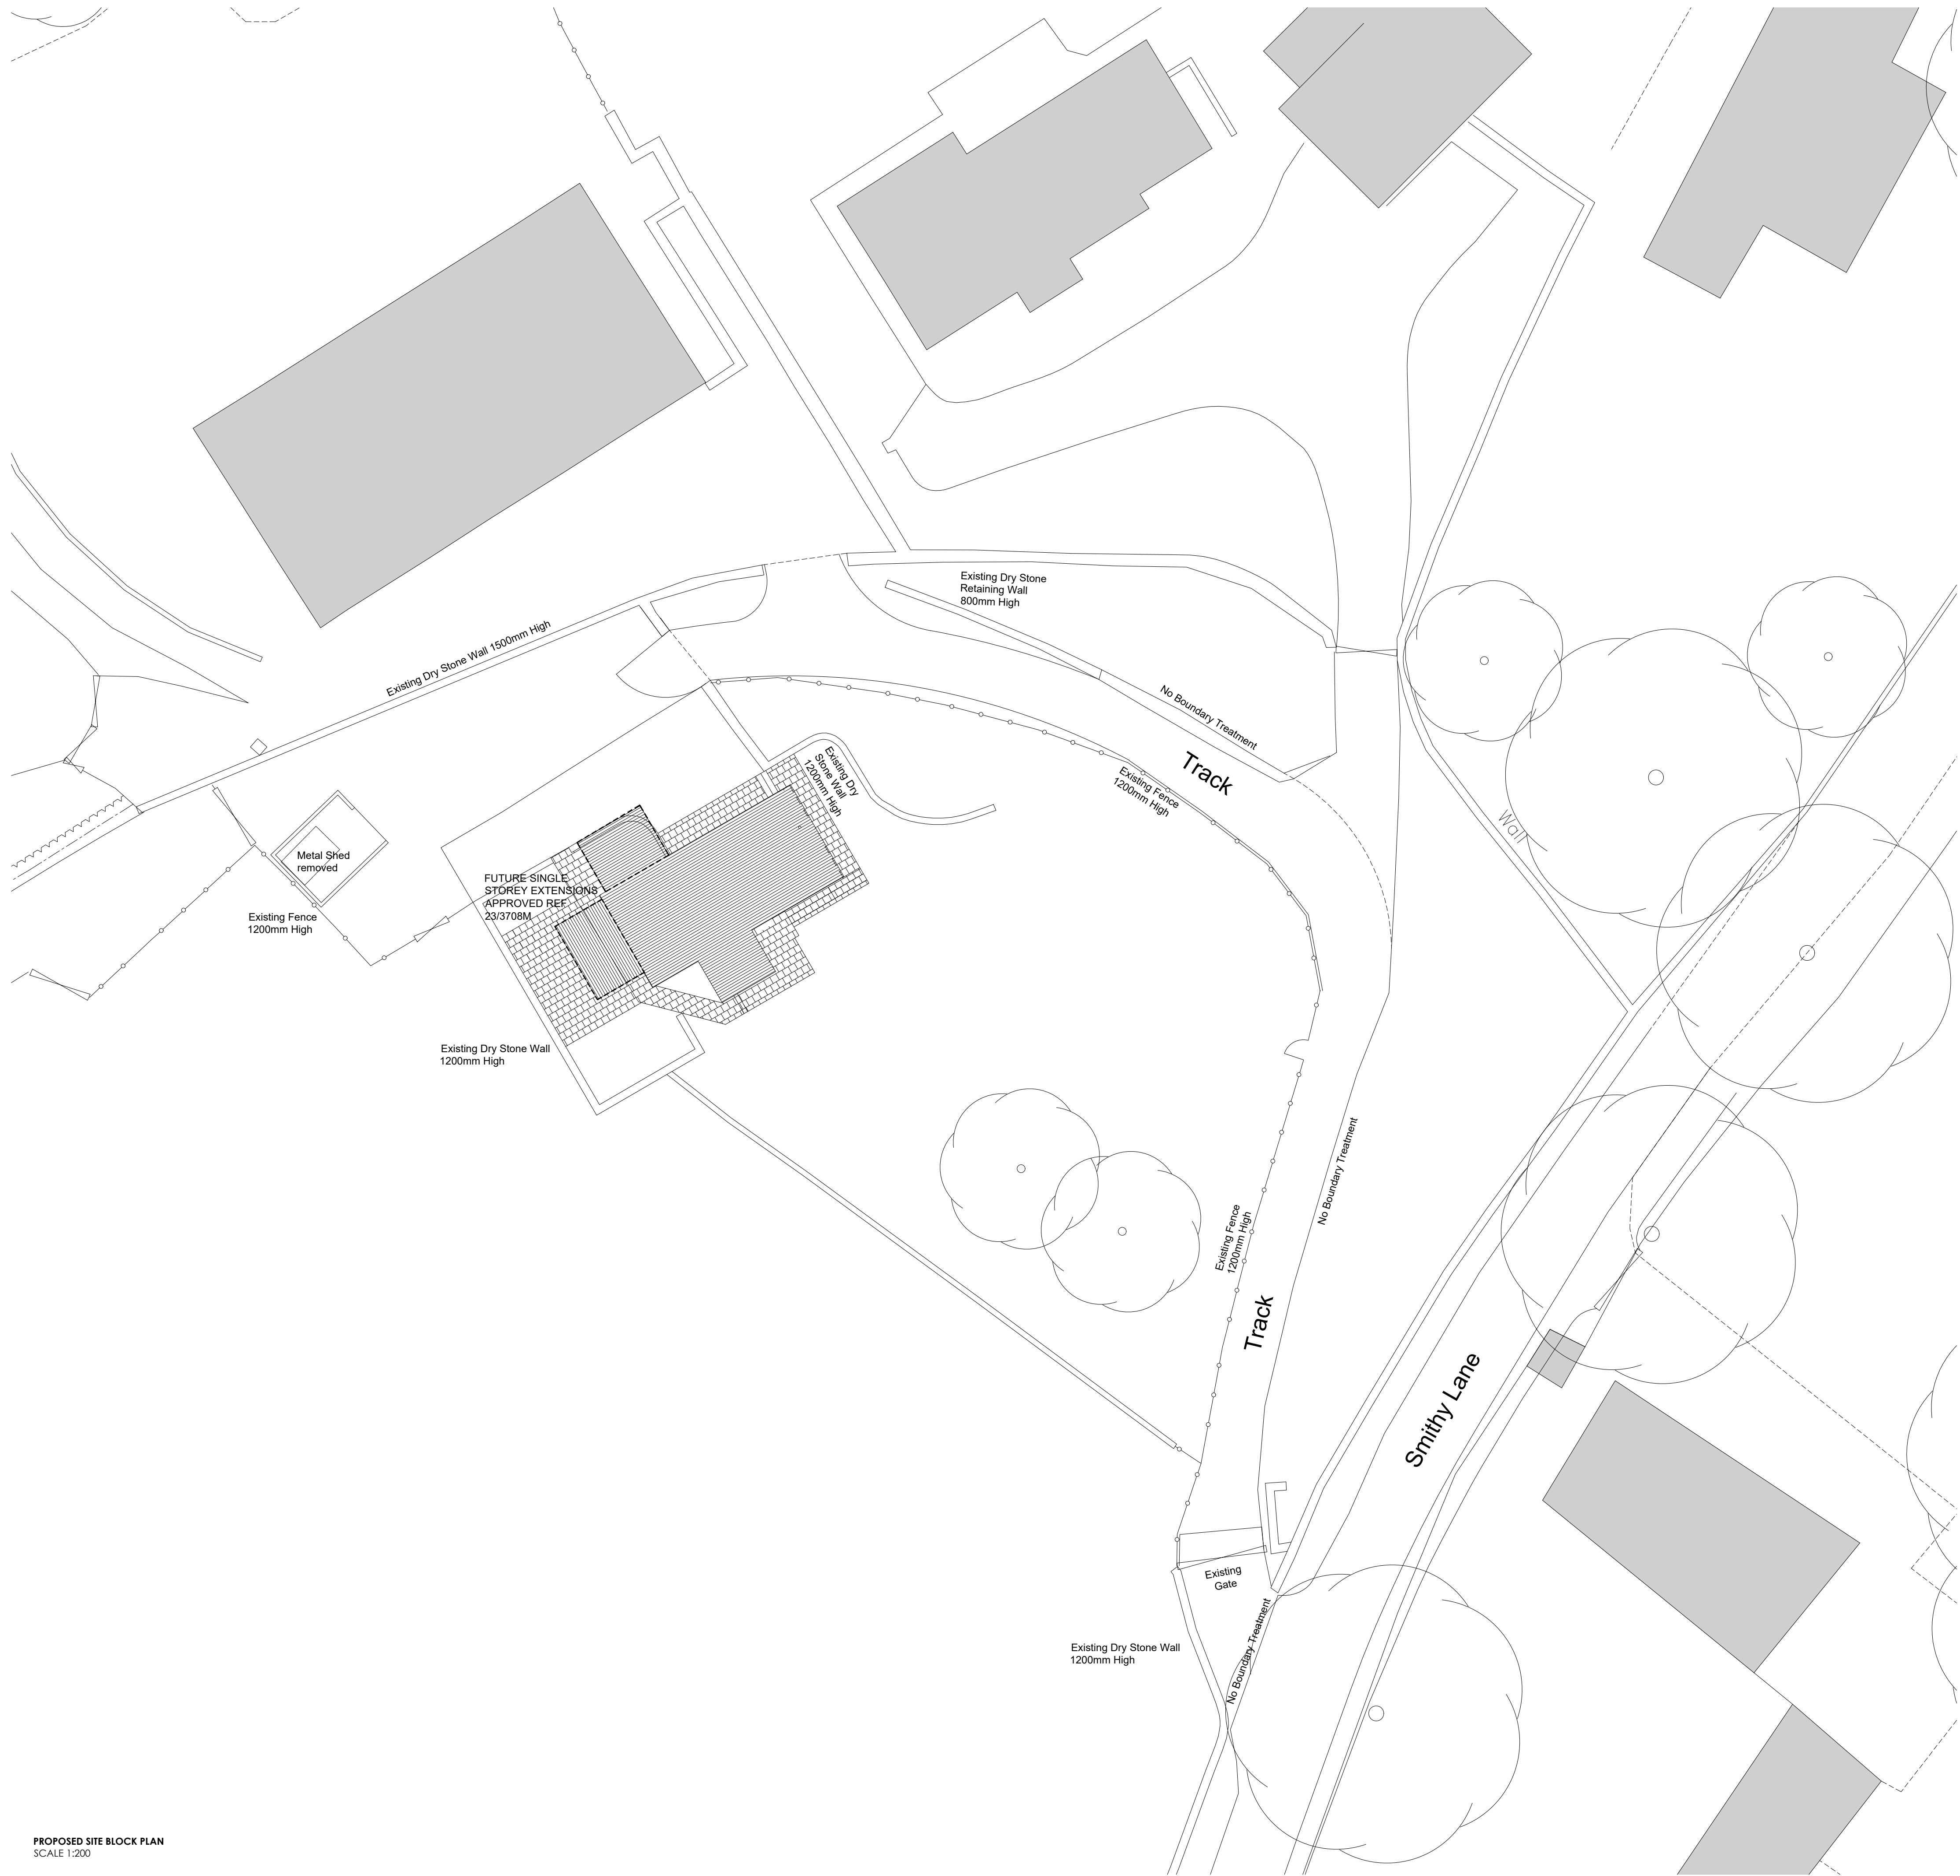 Existing Dry Stone
Retaining Wall
800mm High
Existing Dry Stone Wall 1500mm High
No Boundary Treatment
Track
Existing Dry
Stone Wall
1200mm High
Existing Fence
1200mm High
Wall
Metal Shed
removed
FUTURE SINGLE
STOREY EXTENSIONS
APPROVED REF
23/3708M
Existing Fence
1200mm High
Existing Dry Stone Wall
1200mm High
No Boundary Treatment
Existing Fence
1200mm High
Track
Smithy Lane
Existing
Gate
No Boundary Treatment
Existing Dry Stone Wall
1200mm High
PROPOSED SITE BLOCK PLAN
SCALE 1:200